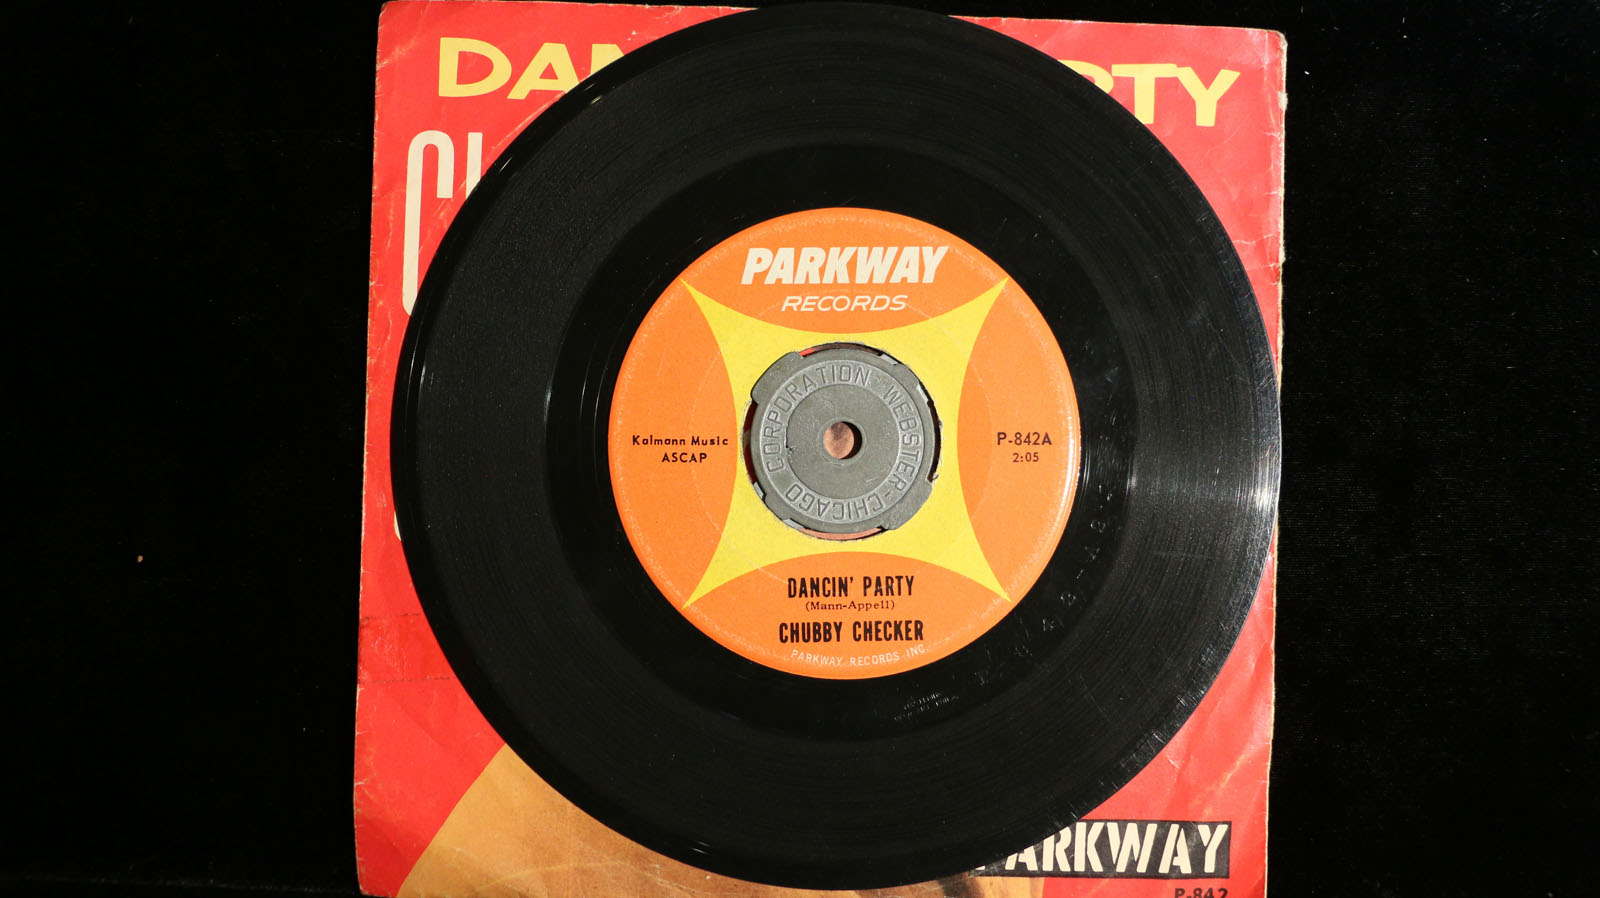 PARKWAY
RECORDS
CORPORATION WEBSTER-CHICAGO
Kalmann Music
ASCAP
P-842A
2:05
DANCIN' PARTY
(Mann-Appell)
CHUBBY CHECKER
PARKWAY RECORDS INC.
PARKWAY
P-842